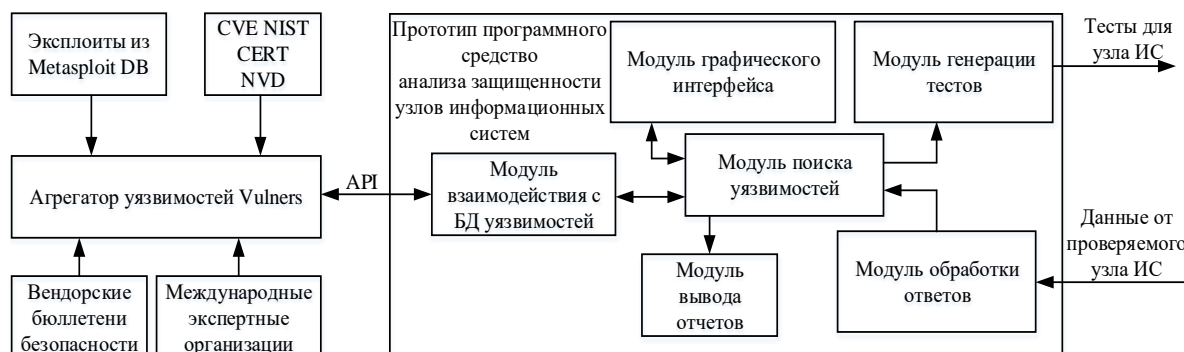 Эксплоиты из
Metasploit DB
CVE NIST
CERT
NVD
Агрегатор уязвимостей Vulners
Вендорские
бюллетени
безопасности
Международные
экспертные
организации
API
Прототип программного
средство
анализа защищенности
узлов информационных
систем
Модуль графического
интерфейса
Модуль генерации
тестов
Тесты для
узла ИС
Модуль
взаимодействия с
БД уязвимостей
Модуль поиска
уязвимостей
Модуль
вывода
отчетов
Модуль обработки
ответов
Данные от
проверяемого
узла ИС